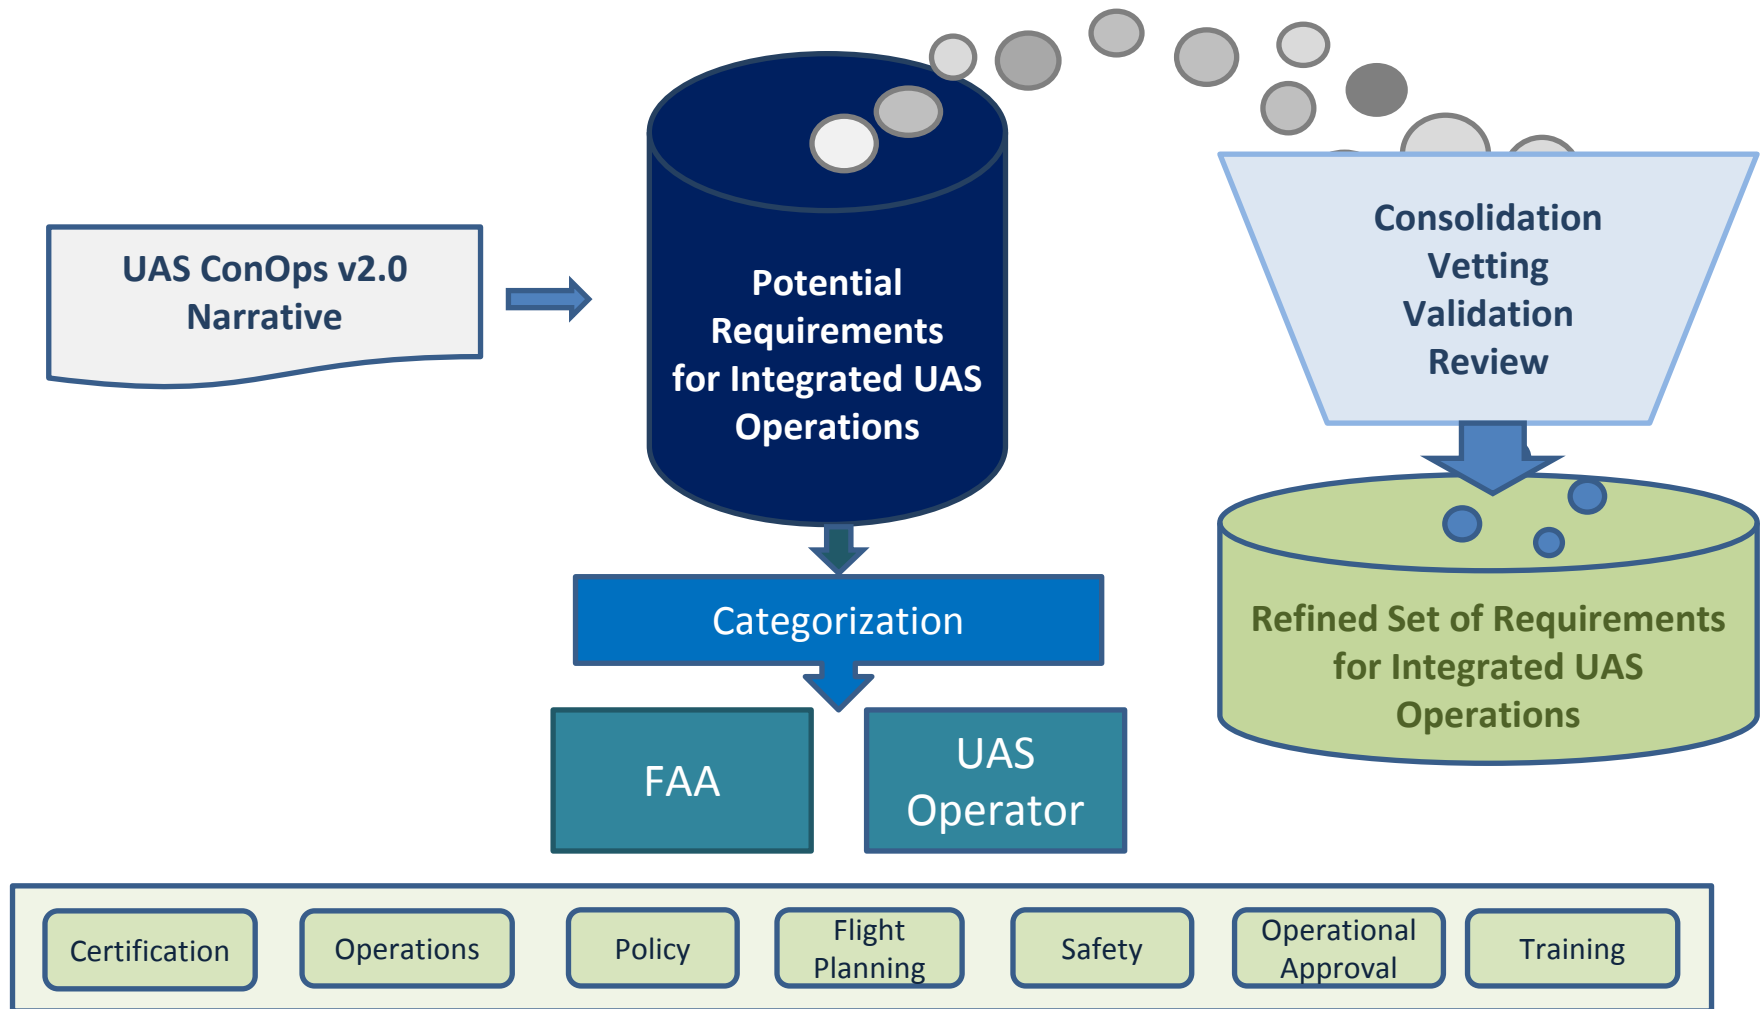 UAS ConOps v2.0
Narrative
Potential
Requirements
for Integrated UAS
Operations
Consolidation
Vetting
Validation
Review
Refined Set of Requirements
for Integrated UAS
Operations
Categorization
FAA
UAS
Operator
Certification
Operations
Policy
Flight
Planning
Safety
Operational
Approval
Training